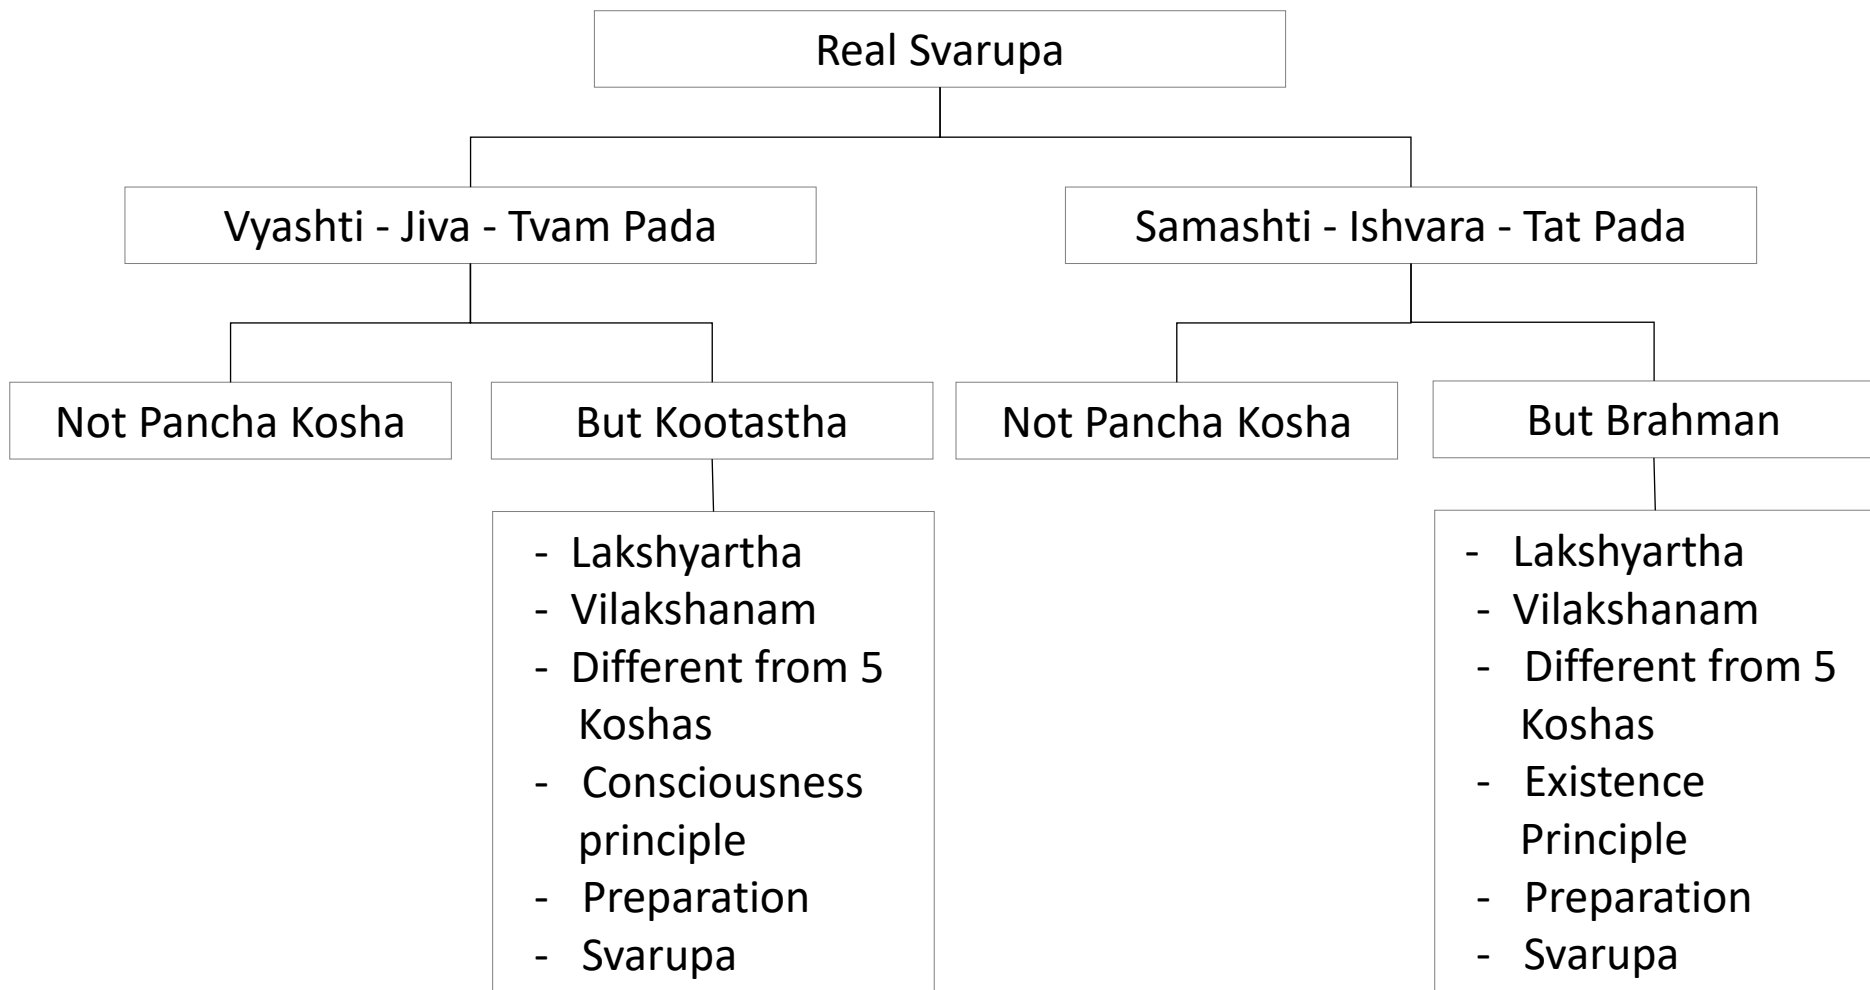 Real Svarupa
Vyashti - Jiva - Tvam Pada
Samashti - Ishvara - Tat Pada
Not Pancha Kosha
But Kootastha
Not Pancha Kosha
But Brahman
- Lakshyartha
- Vilakshanam
- Different from 5
Koshas
- Consciousness
principle
- Preparation
- Svarupa
- Lakshyartha
- Vilakshanam
- Different from 5
Koshas
- Existence
Principle
- Preparation
- Svarupa